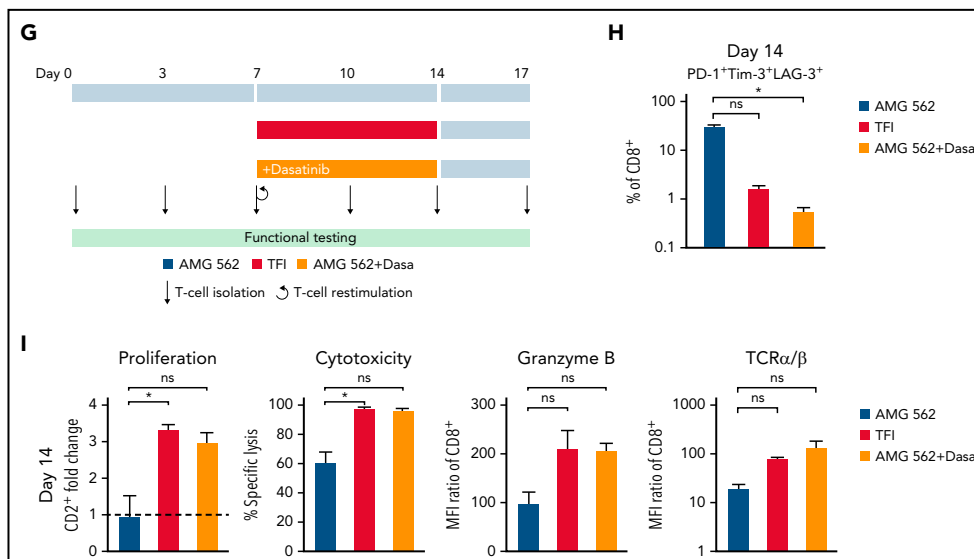 G
Day 0 3 7 10 14 17
+Dasatinib
Functional testing
AMG 562 TFI AMG 562+Dasa
T-cell isolation T-cell restimulation
H
Day 14
PD-1⁺Tim-3⁺LAG-3⁺
*
ns
% of CD8⁺
100
10
1
0.1
AMG 562
TFI
AMG 562+Dasa
I
Day 14
Proliferation
ns
*
CD2⁺ fold change
4
3
2
1
0
Cytotoxicity
ns
*
% Specific lysis
100
80
60
40
20
0
Granzyme B
ns
ns
MFI ratio of CD8⁺
300
200
100
0
TCRα/β
ns
ns
MFI ratio of CD8⁺
1000
100
10
1
AMG 562
TFI
AMG 562+Dasa